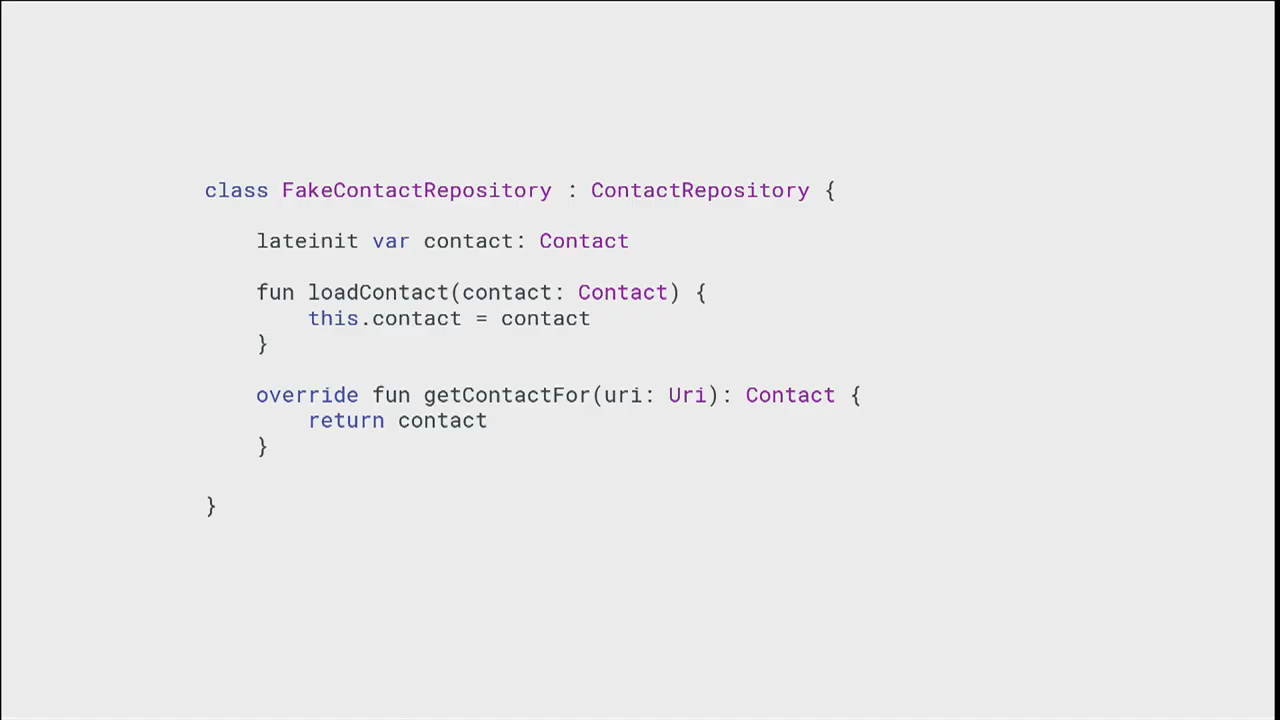 class FakeContactRepository : ContactRepository {
    lateinit var contact: Contact
    fun loadContact(contact: Contact) {
        this.contact = contact
    }
    override fun getContactFor(uri: Uri): Contact {
        return contact
    }
}